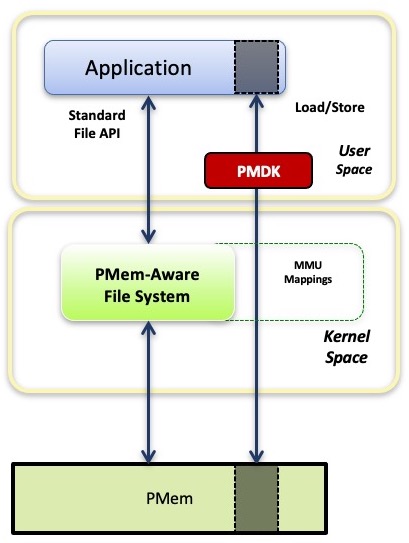 Application
Standard
File API
Load/Store
PMDK
User
Space
PMem-Aware
File System
MMU
Mappings
Kernel
Space
PMem